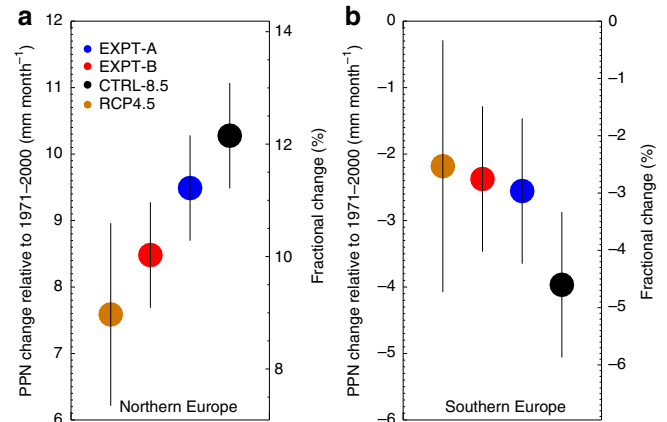 a
12
11
10
9
8
7
6
PPN change relative to 1971–2000 (mm month−1)
EXPT-A
EXPT-B
CTRL-8.5
RCP4.5
Northern Europe
14
12
10
8
Fractional change (%)
b
0
−1
−2
−3
−4
−5
−6
PPN change relative to 1971–2000 (mm month−1)
Southern Europe
0
−1
−2
−3
−4
−5
−6
Fractional change (%)